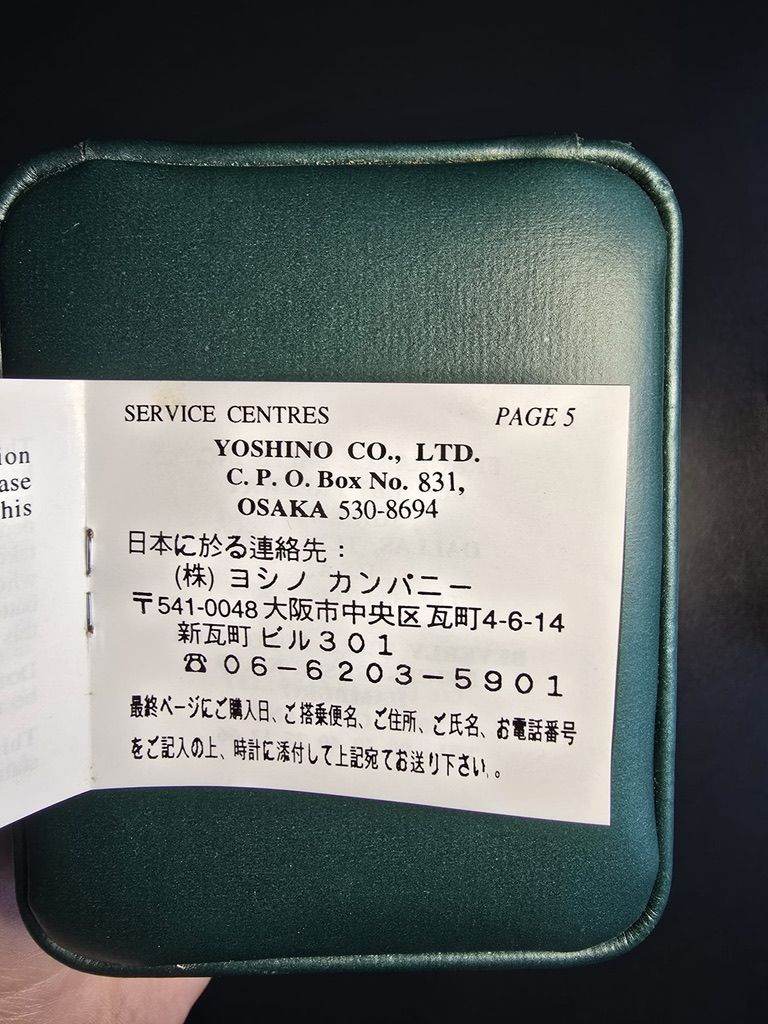 ion
ase
his
SERVICE CENTRES PAGE 5
YOSHINO CO., LTD.
C. P. O. Box No. 831,
OSAKA 530-8694
日本に於る連絡先：
(株) ヨシノ カンパニー
〒541-0048 大阪市中央区瓦町4-6-14
新瓦町 ビル３０１
☎ ０６－６２０３－５９０１
最終ページにご購入日、ご搭乗便名、ご住所、ご氏名、お電話番号
をご記入の上、時計に添付して上記宛てお送り下さい。